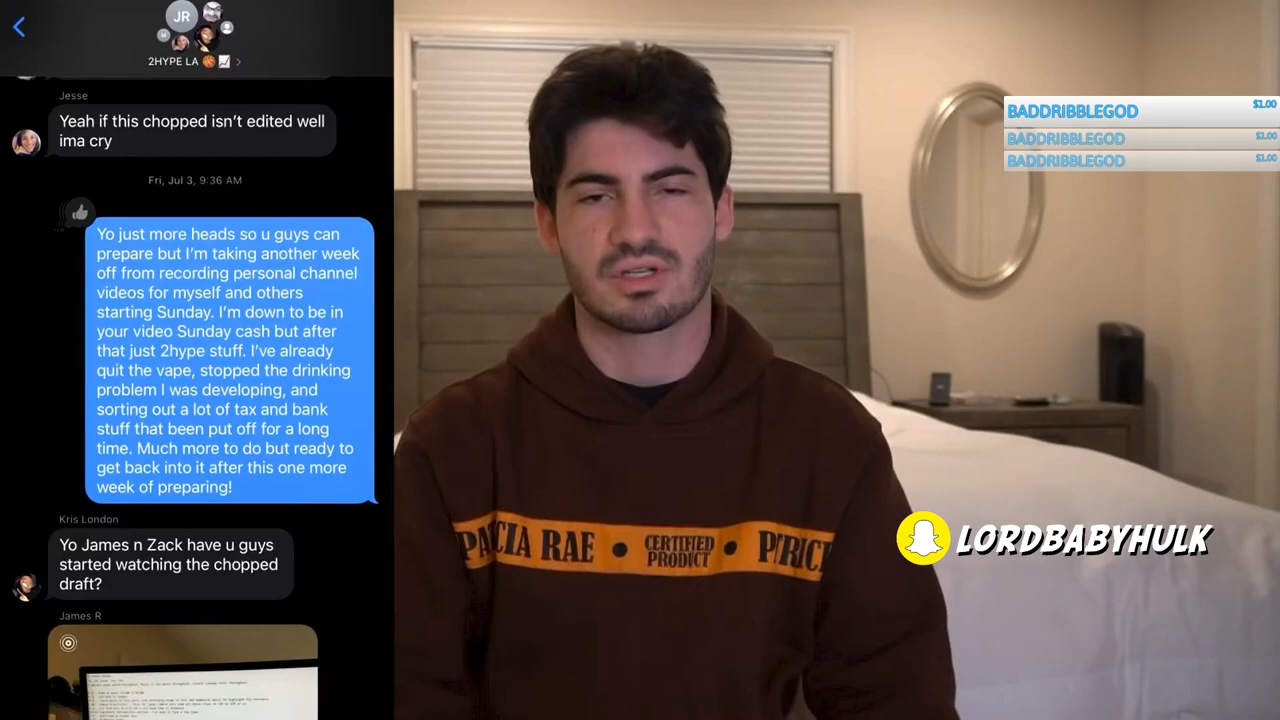 JR
M
2HYPE LA 🏀 📈 >
Jesse
Yeah if this chopped isn't edited well
ima cry
Fri, Jul 3, 9:36 AM
Yo just more heads so u guys can
prepare but I'm taking another week
off from recording personal channel
videos for myself and others
starting Sunday. I'm down to be in
your video Sunday cash but after
that just 2hype stuff. I've already
quit the vape, stopped the drinking
problem I was developing, and
sorting out a lot of tax and bank
stuff that been put off for a long
time. Much more to do but ready to
get back into it after this one more
week of preparing!
Kris London
Yo James n Zack have u guys
started watching the chopped
draft?
James R
BADDRIBBLEGOD $1.00
BADDRIBBLEGOD $1.00
BADDRIBBLEGOD $1.00
LORDBABYHULK
RAE • CERTIFIED
PRODUCT •